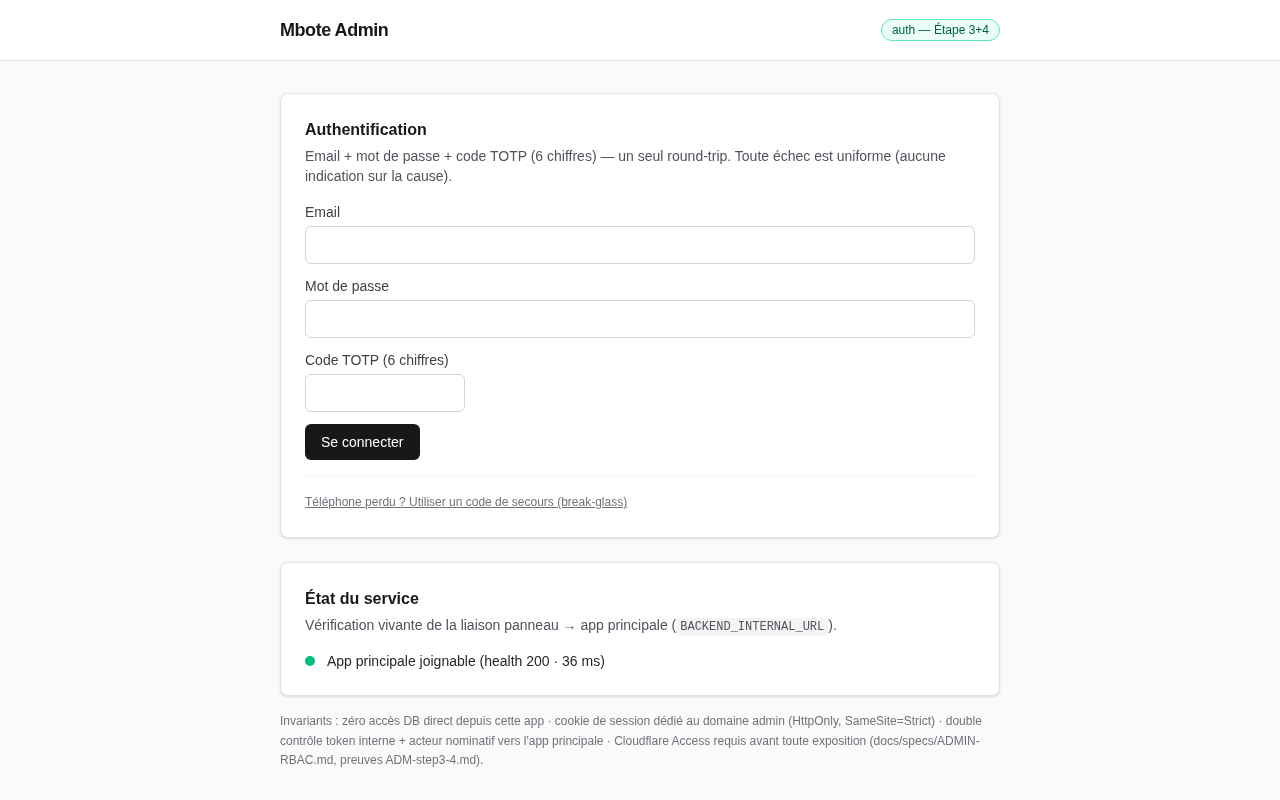 Mbote Admin
auth — Étape 3+4
Authentification
Email + mot de passe + code TOTP (6 chiffres) — un seul round-trip. Toute échec est uniforme (aucune
indication sur la cause).
Email
Mot de passe
Code TOTP (6 chiffres)
Se connecter
Téléphone perdu ? Utiliser un code de secours (break-glass)
État du service
Vérification vivante de la liaison panneau → app principale ( BACKEND_INTERNAL_URL ).
App principale joignable (health 200 · 36 ms)
Invariants : zéro accès DB direct depuis cette app · cookie de session dédié au domaine admin (HttpOnly, SameSite=Strict) · double
contrôle token interne + acteur nominatif vers l'app principale · Cloudflare Access requis avant toute exposition (docs/specs/ADMIN-
RBAC.md, preuves ADM-step3-4.md).